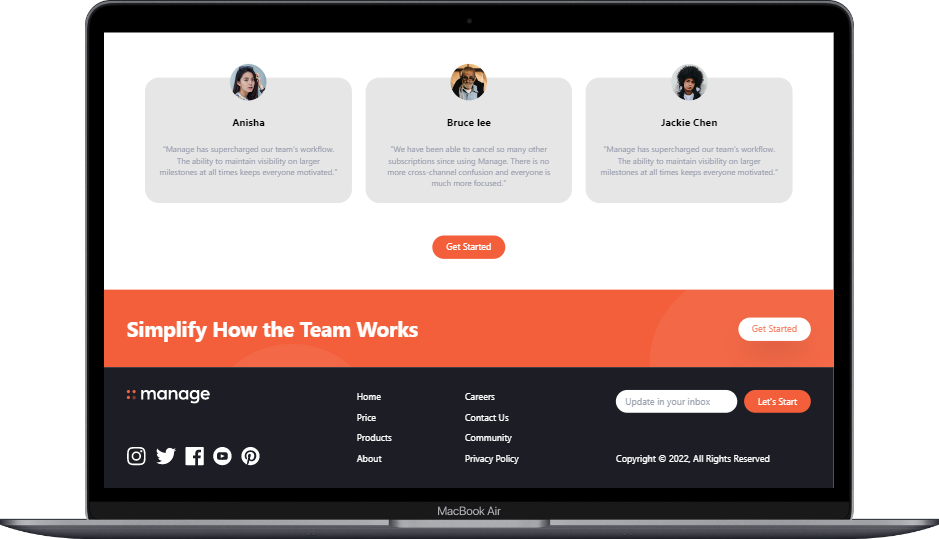 Anisha
"Manage has supercharged our team's workflow.
The ability to maintain visibility on larger
milestones at all times keeps everyone motivated."
Bruce lee
"We have been able to cancel so many other
subscriptions since using Manage. There is no
more cross-channel confusion and everyone is
much more focused."
Jackie Chen
"Manage has supercharged our team's workflow.
The ability to maintain visibility on larger
milestones at all times keeps everyone motivated."
Get Started
Simplify How the Team Works
Get Started
manage
Home
Price
Products
About
Careers
Contact Us
Community
Privacy Policy
Update in your inbox
Let's Start
Copyright © 2022, All Rights Reserved
MacBook Air